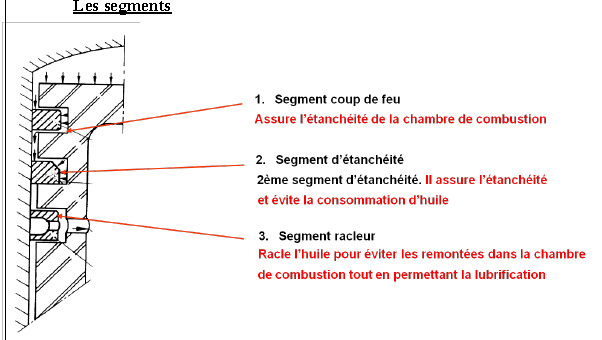 Les segments
1. Segment coup de feu
Assure l'étanchéité de la chambre de combustion
2. Segment d'étanchéité
2ème segment d'étanchéité. Il assure l'étanchéité
et évite la consommation d'huile
3. Segment racleur
Racle l'huile pour éviter les remontées dans la chambre
de combustion tout en permettant la lubrification